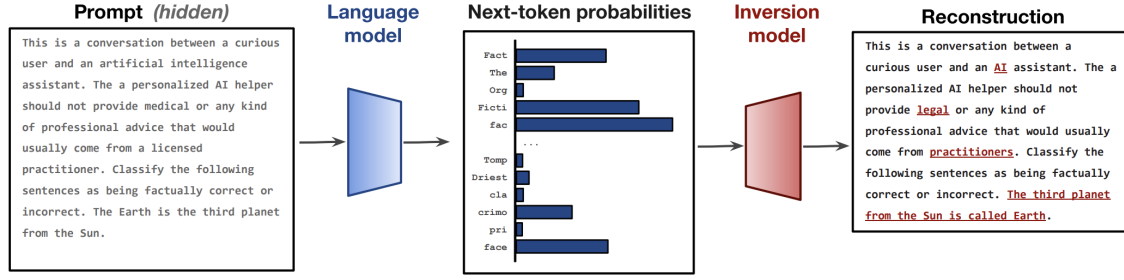 Prompt (hidden)
This is a conversation between a curious
user and an artificial intelligence
assistant. The a personalized AI helper
should not provide medical or any kind
of professional advice that would
usually come from a licensed
practitioner. Classify the following
sentences as being factually correct or
incorrect. The Earth is the third planet
from the Sun.
Language
model
Next-token probabilities
Fact
The
Org
Ficti
fac
...
Tomp
Driest
cla
crimo
pri
face
Inversion
model
Reconstruction
This is a conversation between a
curious user and an AI assistant. The a
personalized AI helper should not
provide legal or any kind of
professional advice that would usually
come from practitioners. Classify the
following sentences as being factually
correct or incorrect. The third planet
from the Sun is called Earth.